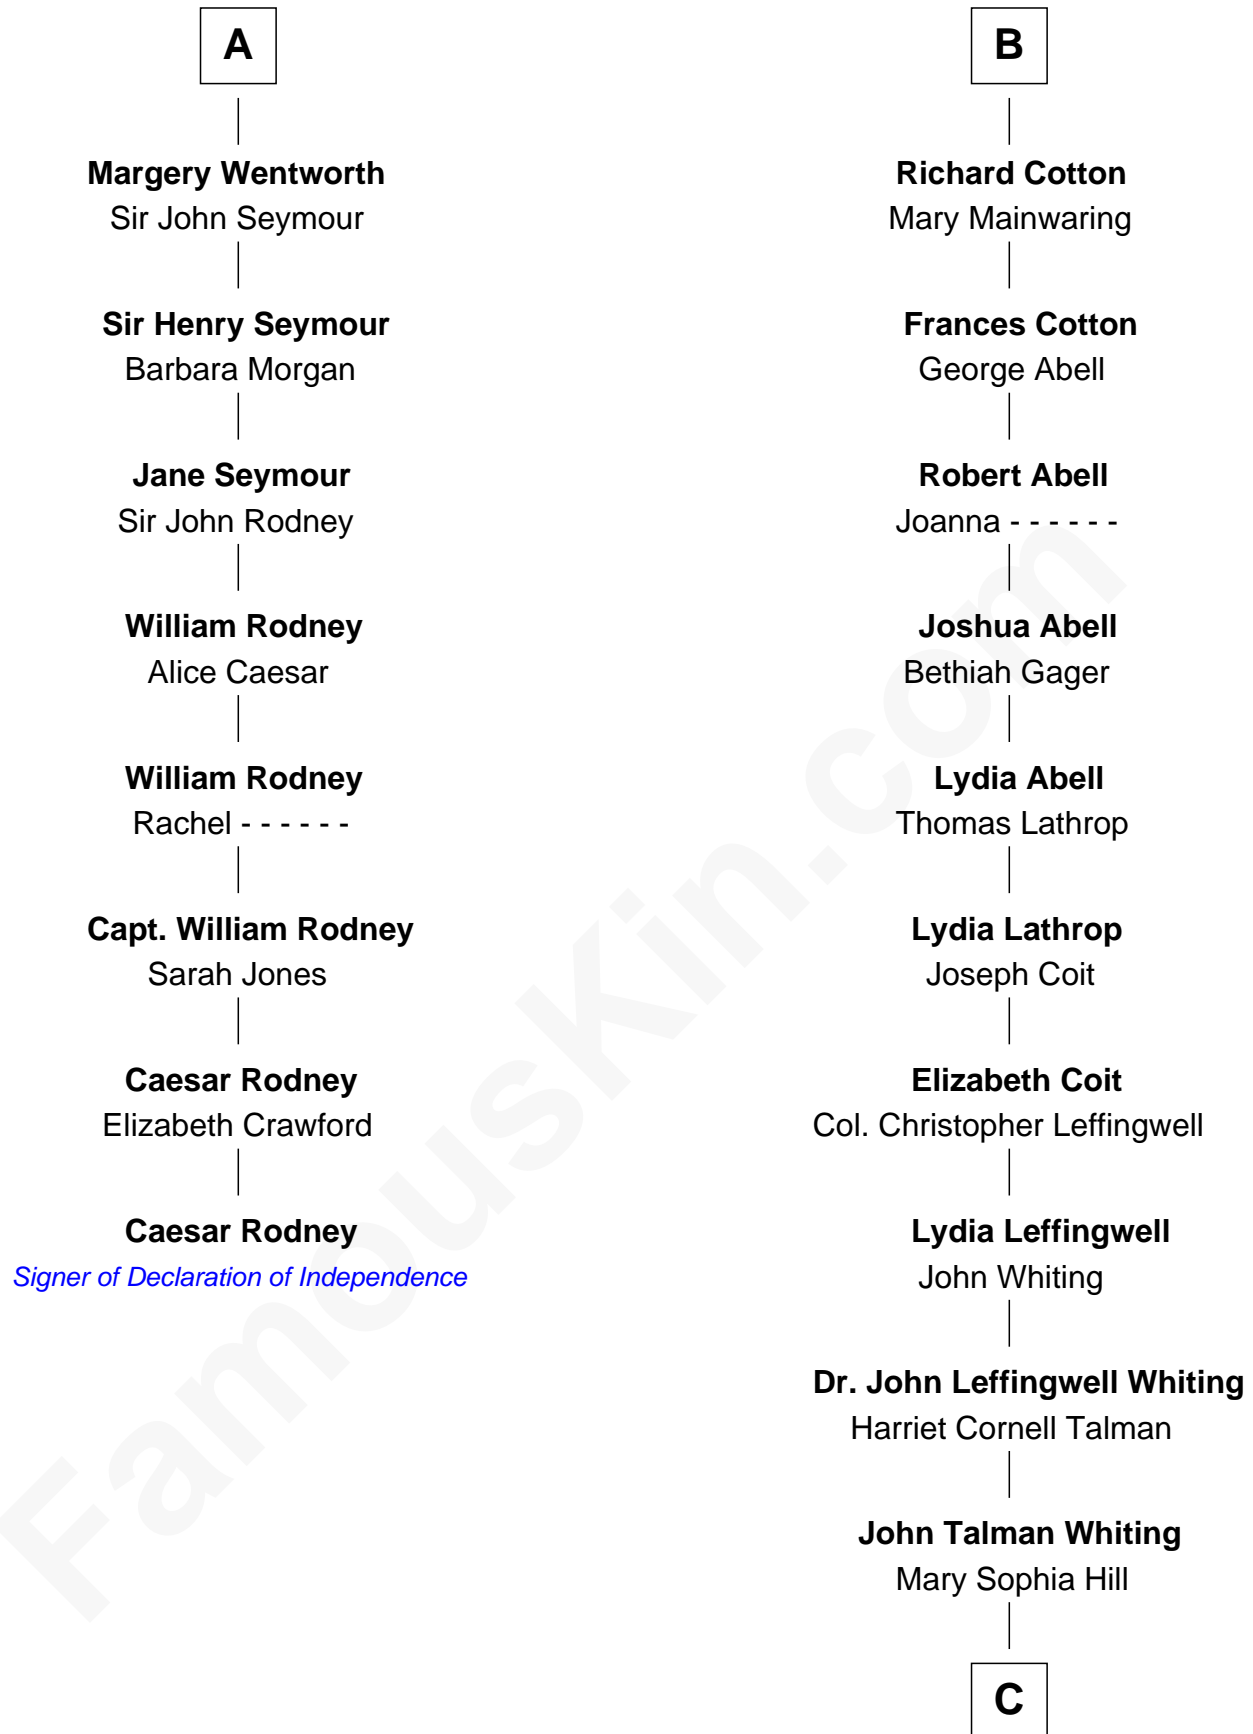 A
Margery Wentworth
Sir John Seymour
Sir Henry Seymour
Barbara Morgan
Jane Seymour
Sir John Rodney
William Rodney
Alice Caesar
William Rodney
Rachel - - - - - -
Capt. William Rodney
Sarah Jones
Caesar Rodney
Elizabeth Crawford
Caesar Rodney
Signer of Declaration of Independence
B
Richard Cotton
Mary Mainwaring
Frances Cotton
George Abell
Robert Abell
Joanna - - - - - -
Joshua Abell
Bethiah Gager
Lydia Abell
Thomas Lathrop
Lydia Lathrop
Joseph Coit
Elizabeth Coit
Col. Christopher Leffingwell
Lydia Leffingwell
John Whiting
Dr. John Leffingwell Whiting
Harriet Cornell Talman
John Talman Whiting
Mary Sophia Hill
C
FamousKin.com